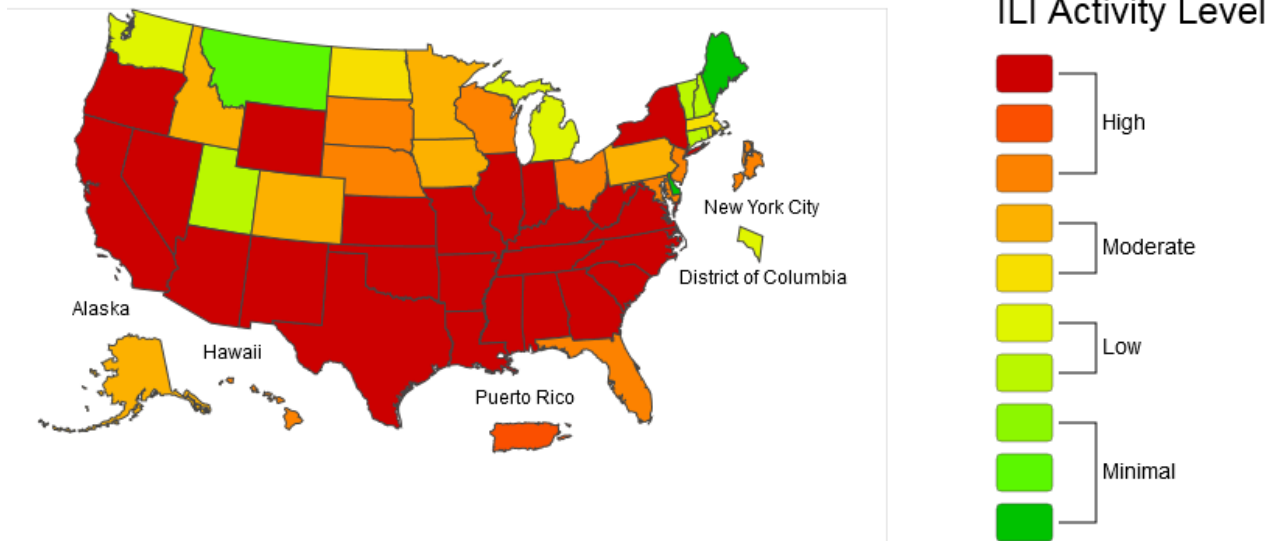 ILI Activity Level
High
Moderate
Low
Minimal
New York City
District of Columbia
Alaska
Hawaii
Puerto Rico